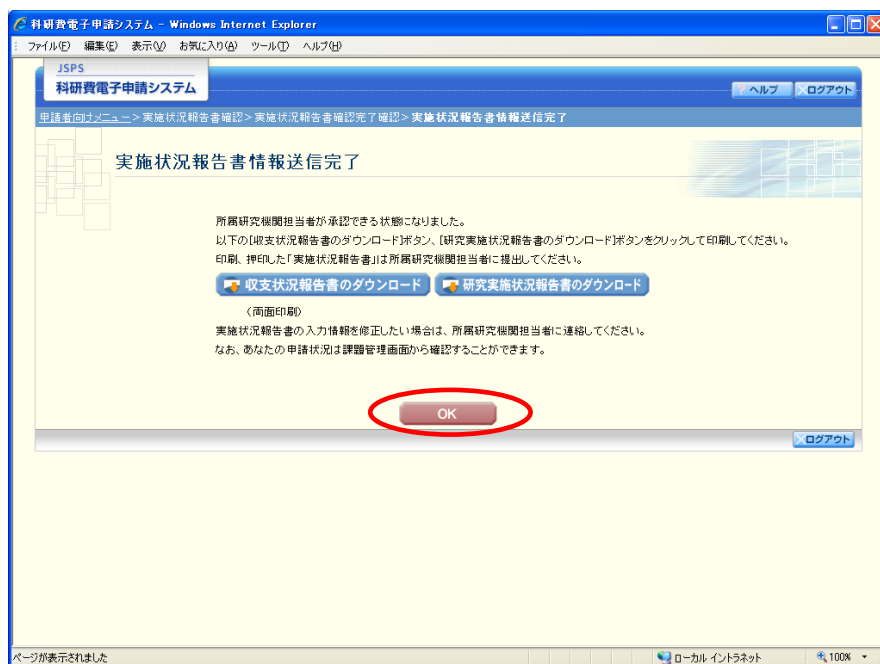 科研費電子申請システム - Windows Internet Explorer
ファイル(F) 編集(E) 表示(V) お気に入り(A) ツール(T) ヘルプ(H)
JSPS
科研費電子申請システム
? ヘルプ ログアウト
申請者向けメニュー>実施状況報告書確認>実施状況報告書確認完了確認>実施状況報告書情報送信完了
実施状況報告書情報送信完了
所属研究機関担当者が承認できる状態になりました。
以下の[収支状況報告書のダウンロード]ボタン、[研究実施状況報告書のダウンロード]ボタンをクリックして印刷してください。
印刷、押印した「実施状況報告書」は所属研究機関担当者に提出してください。
収支状況報告書のダウンロード 研究実施状況報告書のダウンロード
(両面印刷)
実施状況報告書の入力情報を修正したい場合は、所属研究機関担当者に連絡してください。
なお、あなたの申請状況は課題管理画面から確認することができます。
OK
ログアウト
ページが表示されました ローカル イントラネット 100%